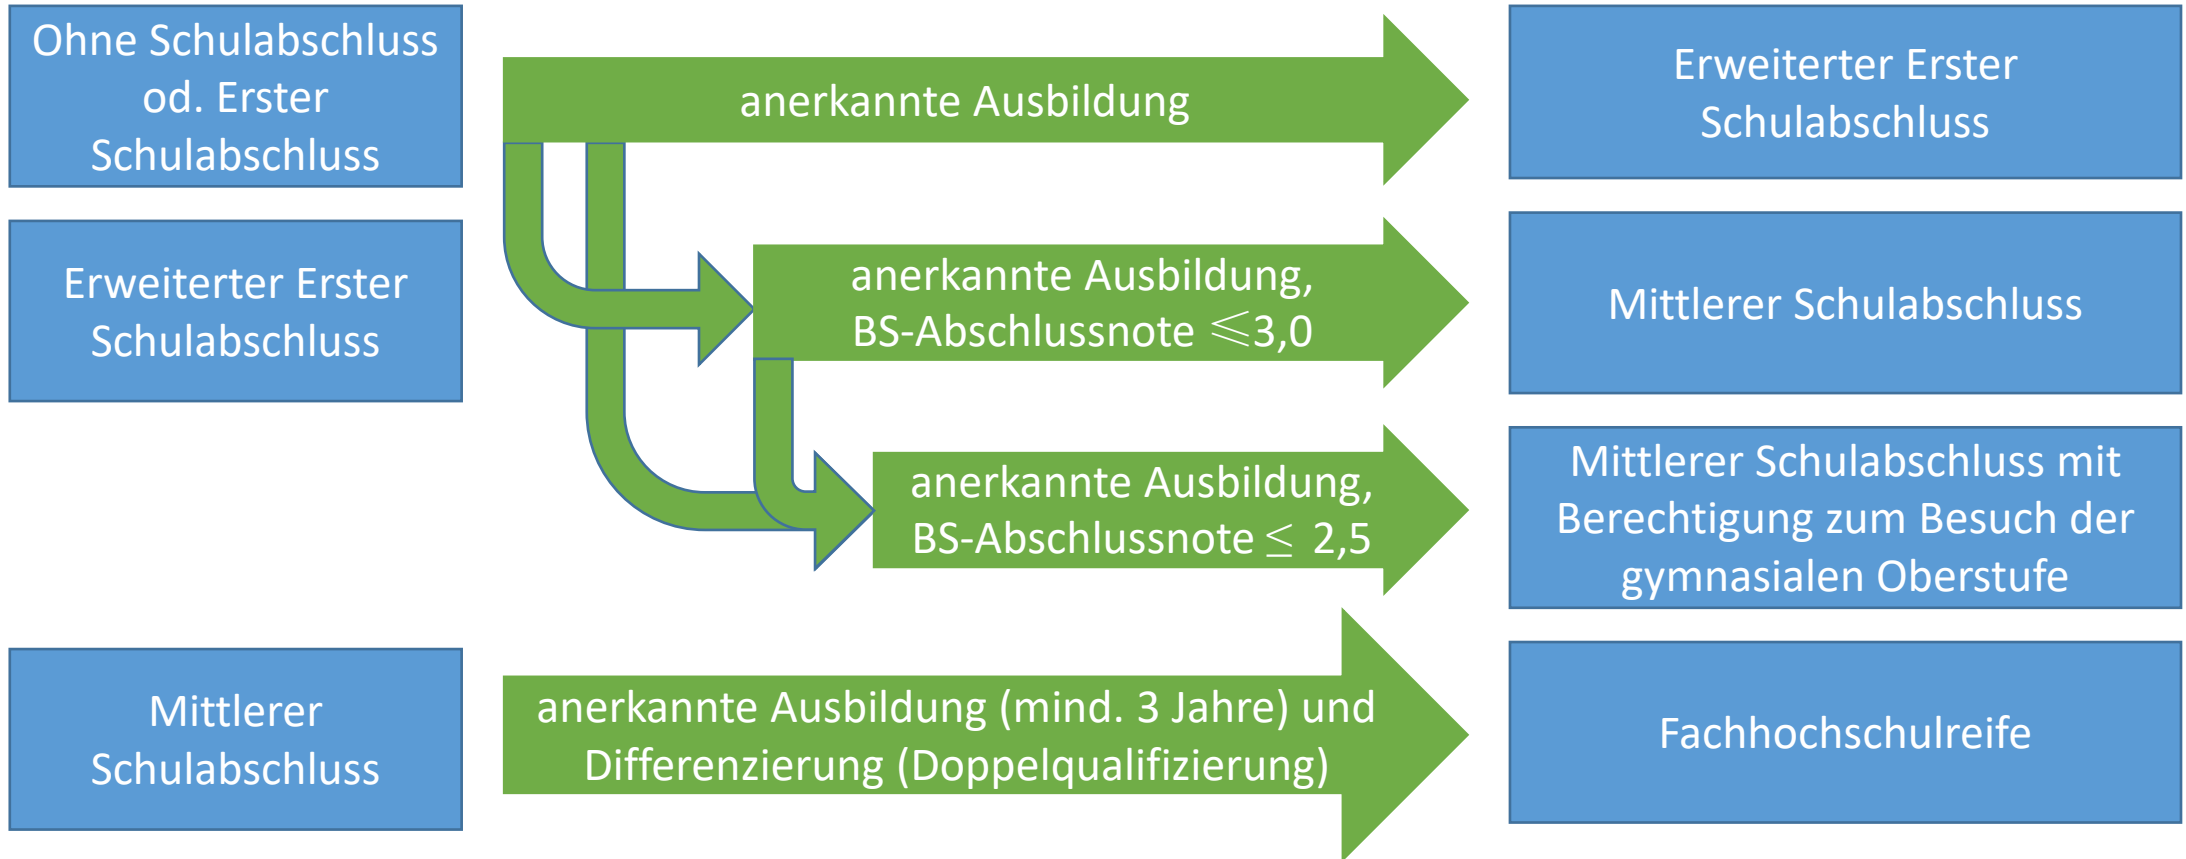 Ohne Schulabschluss
od. Erster
Schulabschluss
anerkannte Ausbildung
Erweiterter Erster
Schulabschluss
Erweiterter Erster
Schulabschluss
anerkannte Ausbildung,
BS-Abschlussnote ≤3,0
Mittlerer Schulabschluss
anerkannte Ausbildung,
BS-Abschlussnote ≤ 2,5
Mittlerer Schulabschluss mit
Berechtigung zum Besuch der
gymnasialen Oberstufe
Mittlerer
Schulabschluss
anerkannte Ausbildung (mind. 3 Jahre) und
Differenzierung (Doppelqualifizierung)
Fachhochschulreife